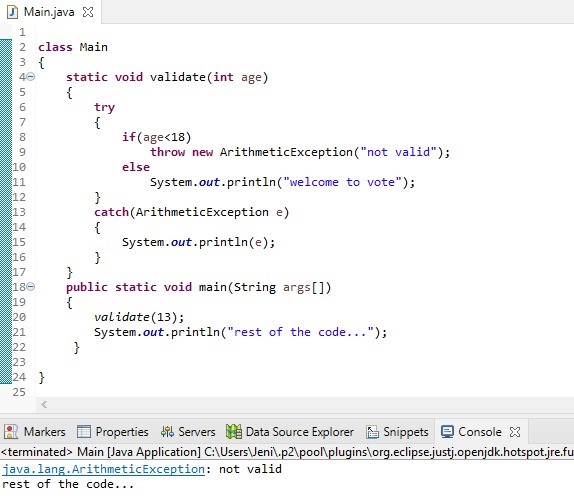 Main.java
1
2 class Main
3 {
4 static void validate(int age)
5 {
6 try
7 {
8 if(age<18)
9 throw new ArithmeticException("not valid");
10 else
11 System.out.println("welcome to vote");
12 }
13 catch(ArithmeticException e)
14 {
15 System.out.println(e);
16 }
17 }
18 public static void main(String args[])
19 {
20 validate(13);
21 System.out.println("rest of the code...");
22 }
23
24 }
25
Markers Properties Servers Data Source Explorer Snippets Console
<terminated> Main [Java Application] C:\Users\Jeni\.p2\pool\plugins\org.eclipse.justj.openjdk.hotspot.jre.fu
java.lang.ArithmeticException: not valid
rest of the code...